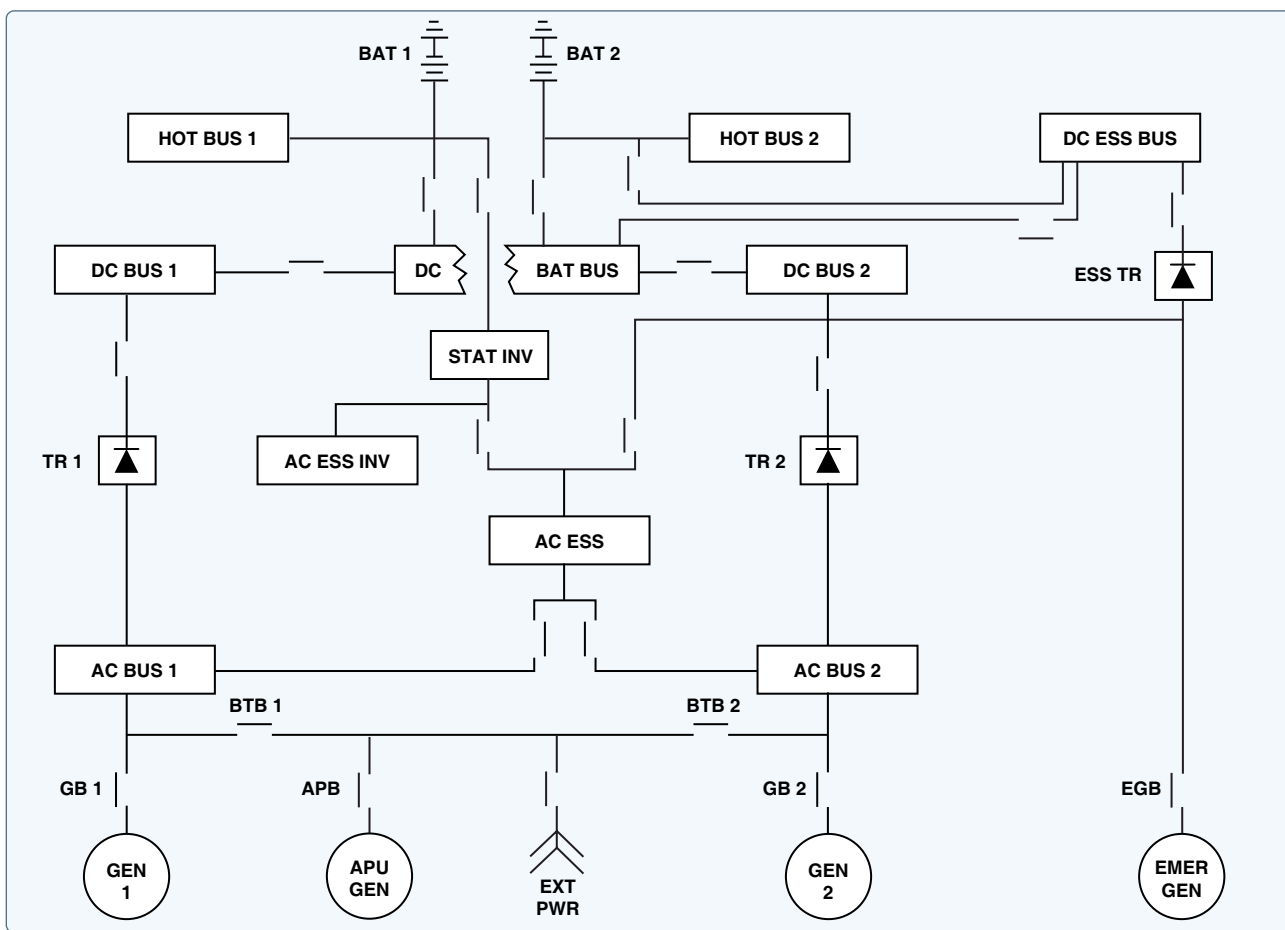 BAT 1
BAT 2
HOT BUS 1
HOT BUS 2
DC ESS BUS
DC BUS 1
DC
BAT BUS
DC BUS 2
ESS TR
STAT INV
TR 1
AC ESS INV
TR 2
AC ESS
AC BUS 1
AC BUS 2
BTB 1
BTB 2
GB 1
APB
GB 2
EGB
GEN
1
APU
GEN
EXT
PWR
GEN
2
EMER
GEN